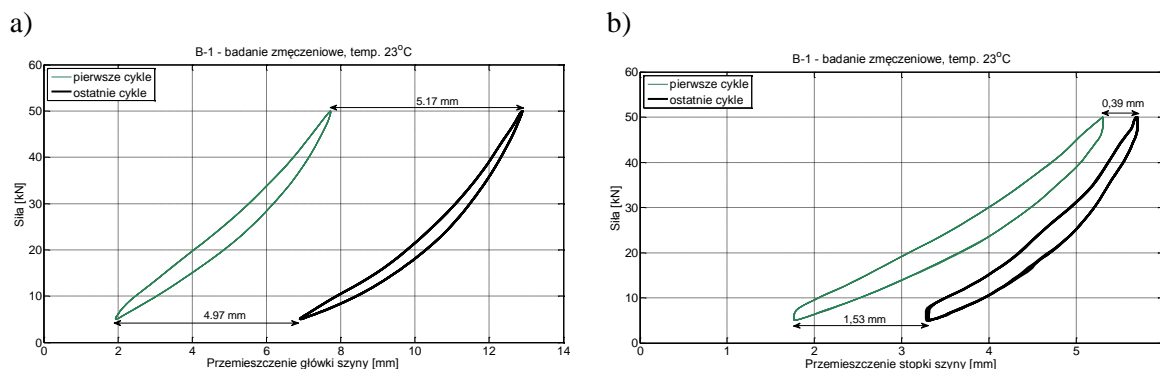 a)
B-1 - badanie zmęczeniowe, temp. 23°C
60
50
40
30
20
10
0
Siła [kN]
pierwsze cykle
ostatnie cykle
5.17 mm
4.97 mm
0 2 4 6 8 10 12 14
Przemieszczenie główki szyny [mm]
b)
B-1 - badanie zmęczeniowe, temp. 23°C
60
50
40
30
20
10
0
Siła [kN]
pierwsze cykle
ostatnie cykle
0,39 mm
1,53 mm
0 1 2 3 4 5
Przemieszczenie stopki szyny [mm]